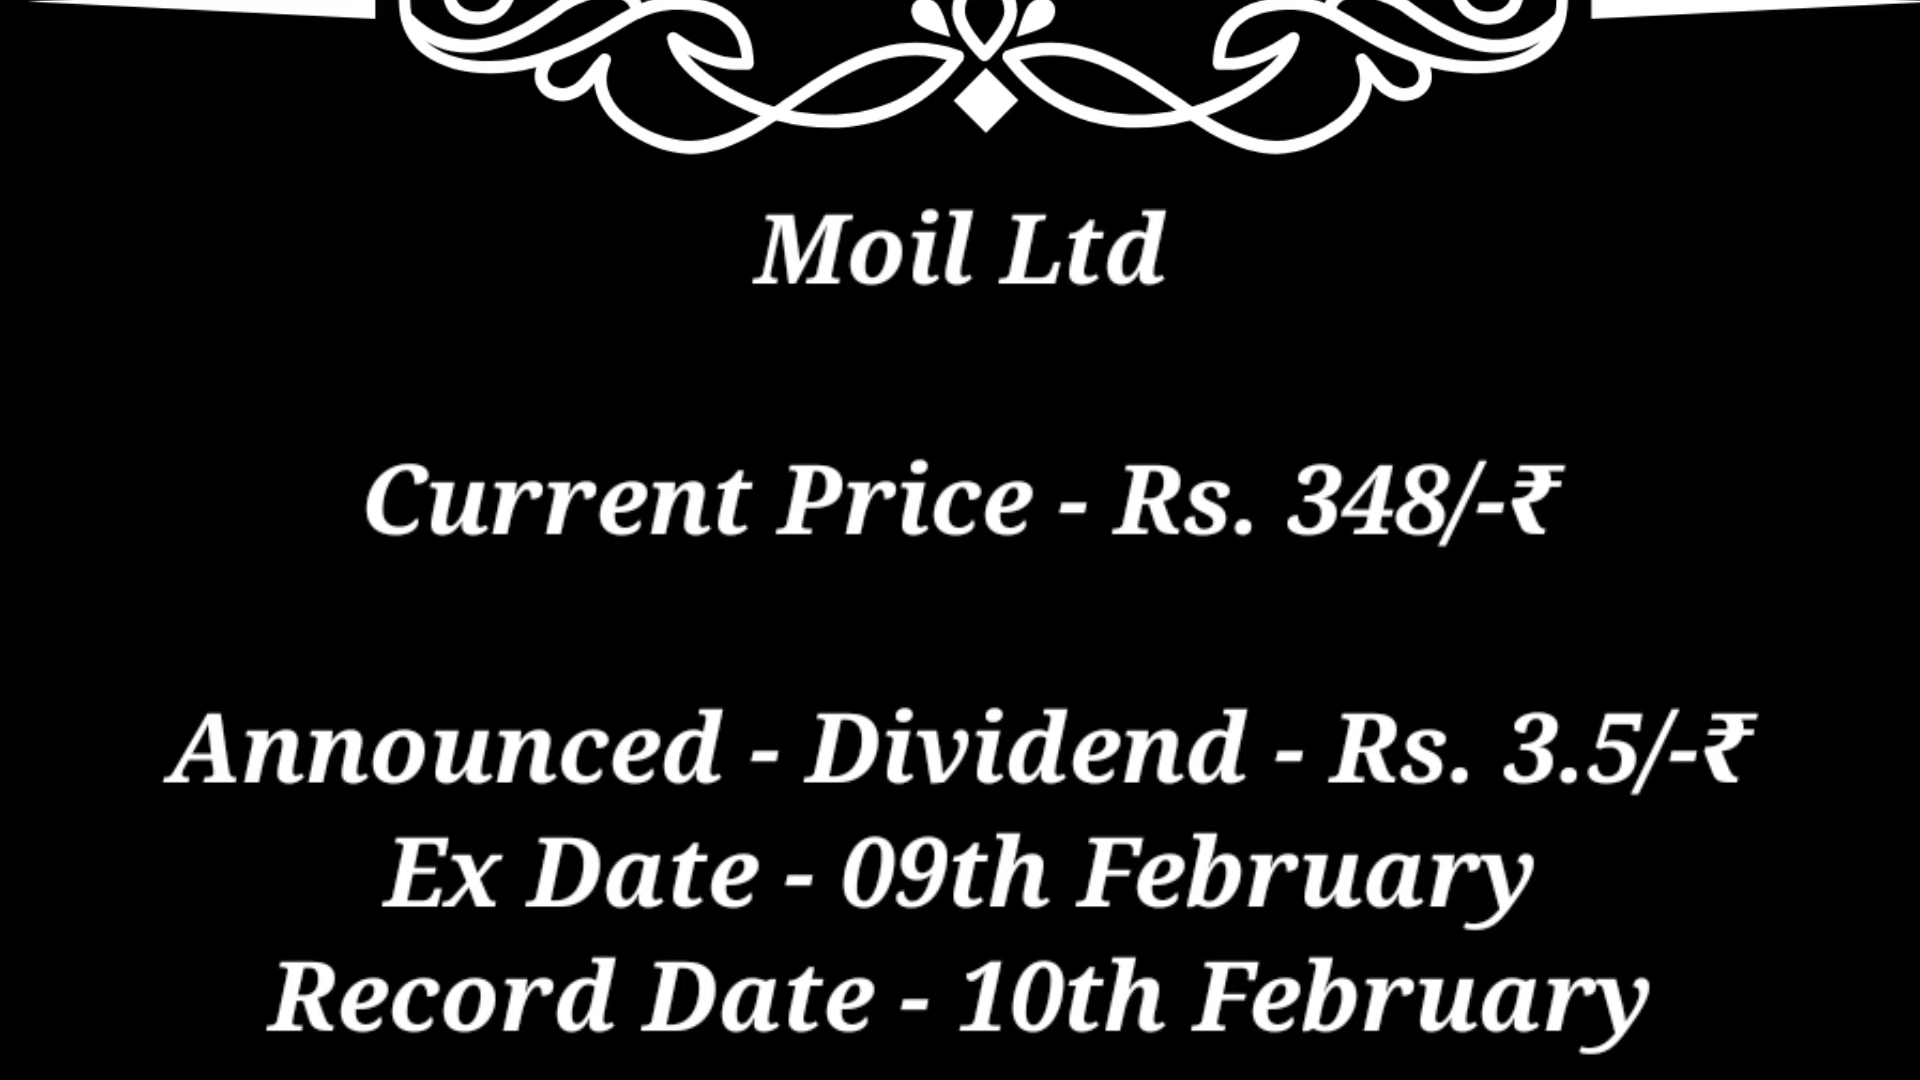 Moil Ltd
Current Price - Rs. 348/-₹
Announced - Dividend - Rs. 3.5/-₹
Ex Date - 09th February
Record Date - 10th February